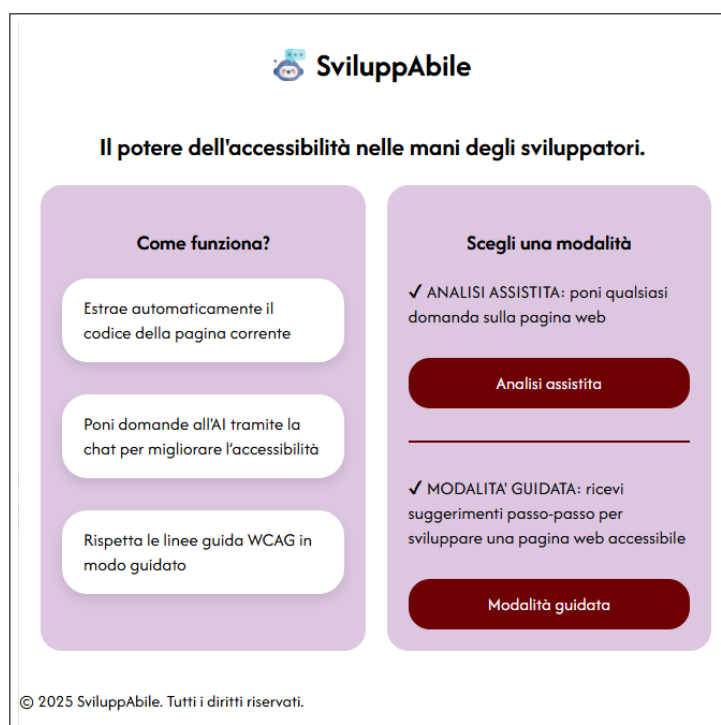 SviluppAbile
Il potere dell'accessibilità nelle mani degli sviluppatori.
Come funziona?
Estrae automaticamente il
codice della pagina corrente
Poni domande all'AI tramite la
chat per migliorare l’accessibilità
Rispetta le linee guida WCAG in
modo guidato
Scegli una modalità
✓ ANALISI ASSISTITA: poni qualsiasi
domanda sulla pagina web
Analisi assistita
✓ MODALITA' GUIDATA: ricevi
suggerimenti passo-passo per
sviluppare una pagina web accessibile
Modalità guidata
© 2025 SviluppAbile. Tutti i diritti riservati.